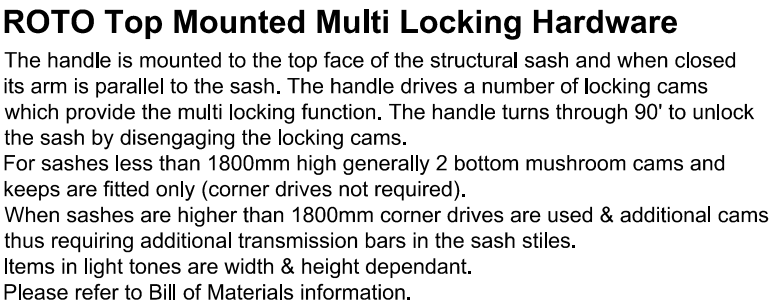 ROTO Top Mounted Multi Locking Hardware
The handle is mounted to the top face of the structural sash and when closed
its arm is parallel to the sash. The handle drives a number of locking cams
which provide the multi locking function. The handle turns through 90' to unlock
the sash by disengaging the locking cams.
For sashes less than 1800mm high generally 2 bottom mushroom cams and
keeps are fitted only (corner drives not required).
When sashes are higher than 1800mm corner drives are used & additional cams
thus requiring additional transmission bars in the sash stiles.
Items in light tones are width & height dependant.
Please refer to Bill of Materials information.